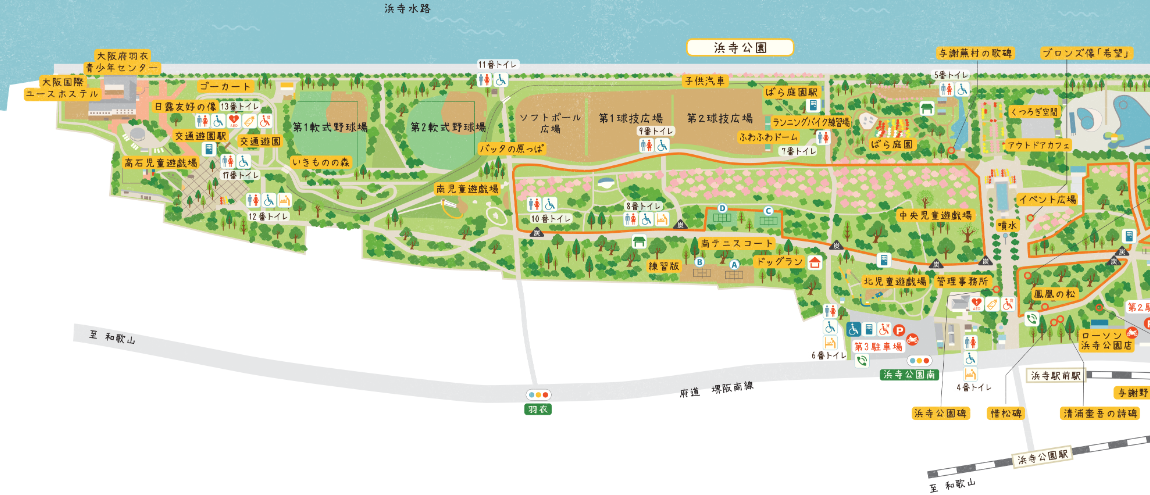 浜寺水路
浜寺公園
大阪府羽衣
青少年センター
大阪国際
ユースホステル
ゴーカート
日露友好の像
13番トイレ
交通遊園駅
交通遊園
高石児童遊戯場
17番トイレ
12番トイレ
いきものの森
第1軟式野球場
第2軟式野球場
11番トイレ
バッタの原っぱ
南児童遊戯場
ソフトボール
広場
第1球技広場
第2球技広場
9番トイレ
子供汽車
ばら庭園駅
ランニングバイク練習場
ふわふわドーム
7番トイレ
ばら庭園
5番トイレ
与謝蕪村の歌碑
ブロンズ像「希望」
くつろぎ空間
アウトドアカフェ
イベント広場
中央児童遊戯場
噴水
10番トイレ
8番トイレ
炭
炭
炭
炭
炭
炭
D
C
南テニスコート
練習版
B
A
ドッグラン
北児童遊戯場
管理事務所
鳳凰の松
P
第3駐車場
6番トイレ
浜寺公園南
4番トイレ
第2駐
P
ローソン
浜寺公園店
浜寺駅前駅
与謝野
浜寺公園碑
惜松碑
清浦奎吾の詩碑
浜寺公園駅
至 和歌山
至 和歌山
羽衣
府道 堺阪南線